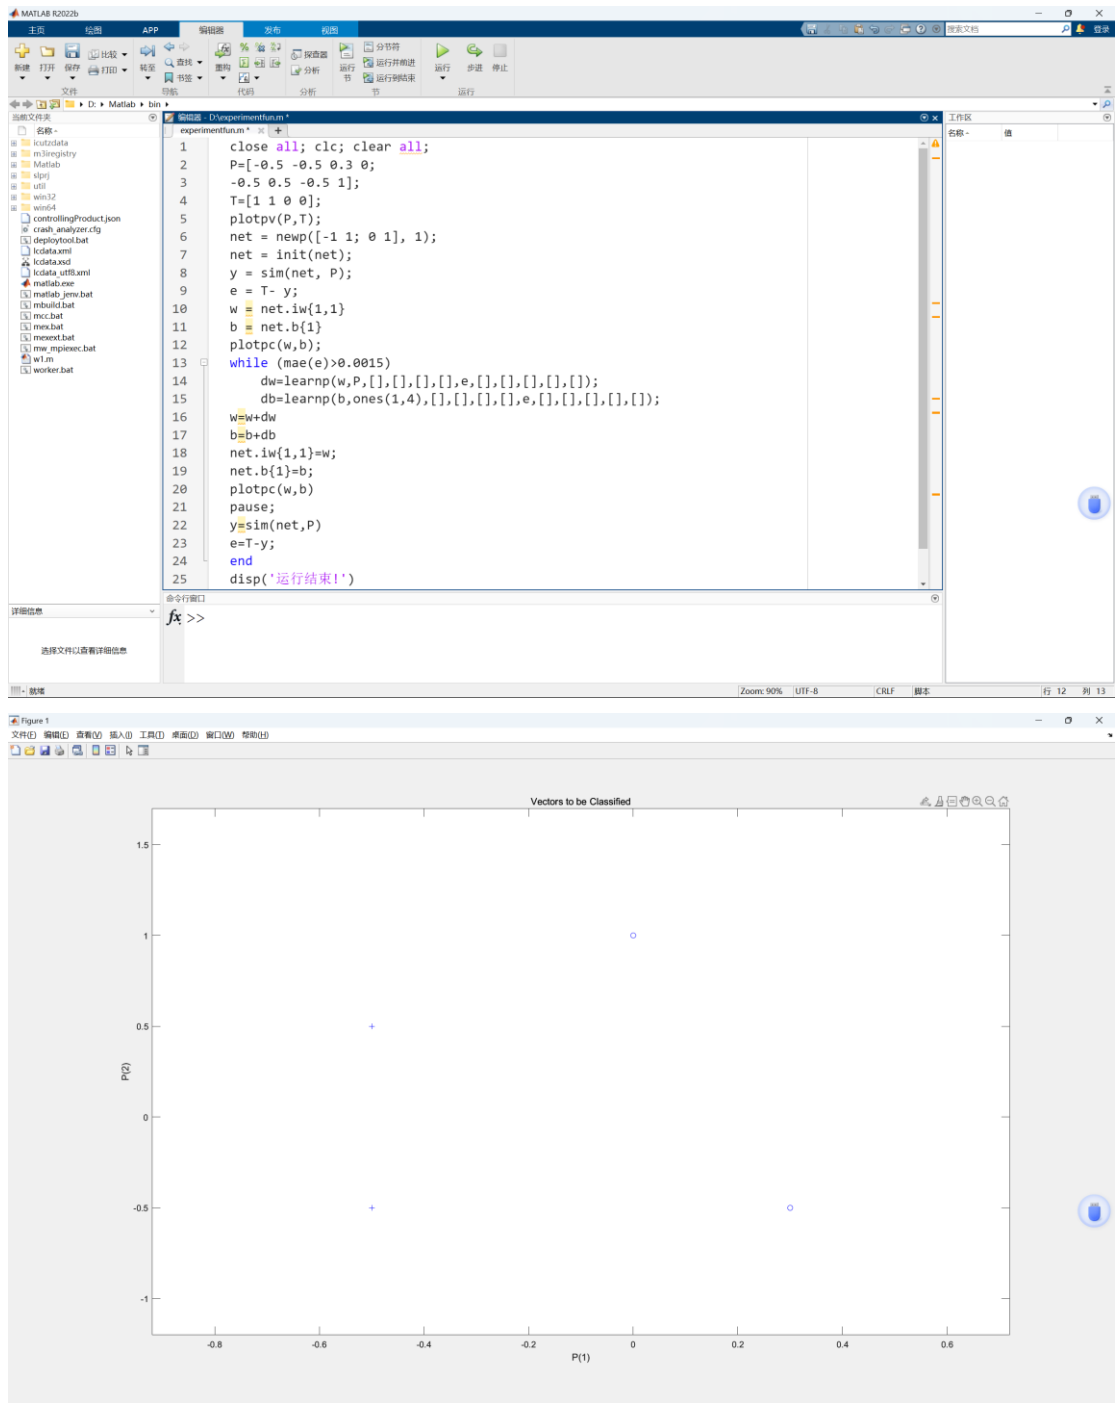 MATLAB R2022b
主页 绘图 APP 编辑器 发布 视图 搜索文档 登录
新建 打开 保存 比较 打印 转至 查找 书签 重构 探查器 分析 运行节 分节符 运行并前进 运行到结束 运行 步进 停止
文件 导航 代码 分析 节 运行
D: Matlab bin
当前文件夹
名称
icutzdata
m3iregistry
Matlab
slprj
util
win32
win64
controllingProduct.json
crash_analyzer.cfg
deploytool.bat
lcdata.xml
lcdata.xsd
lcdata_utf8.xml
matlab.exe
matlab_jenv.bat
mbuild.bat
mcc.bat
mex.bat
mexext.bat
mw_mpiexec.bat
w1.m
worker.bat
详细信息
选择文件以查看详细信息
编辑器 - D:\experimentfun.m *
experimentfun.m * × +
1 close all; clc; clear all;
2 P=[-0.5 -0.5 0.3 0;
3 -0.5 0.5 -0.5 1];
4 T=[1 1 0 0];
5 plotpv(P,T);
6 net = newp([-1 1; 0 1], 1);
7 net = init(net);
8 y = sim(net, P);
9 e = T- y;
10 w = net.iw{1,1}
11 b = net.b{1}
12 plotpc(w,b);
13 while (mae(e)>0.0015)
14 dw=learnp(w,P,[],[],[],[],e,[],[],[],[],[]);
15 db=learnp(b,ones(1,4),[],[],[],[],e,[],[],[],[],[]);
16 w=w+dw
17 b=b+db
18 net.iw{1,1}=w;
19 net.b{1}=b;
20 plotpc(w,b)
21 pause;
22 y=sim(net,P)
23 e=T-y;
24 end
25 disp('运行结束!')
命令行窗口
fx >>
工作区
名称 值
就绪 Zoom: 90% UTF-8 CRLF 脚本 行 12 列 13
Figure 1
文件(F) 编辑(E) 查看(V) 插入(I) 工具(T) 桌面(D) 窗口(W) 帮助(H)
Vectors to be Classified
1.5
1
0.5
0
-0.5
-1
P(2)
-0.8 -0.6 -0.4 -0.2 0 0.2 0.4 0.6
P(1)